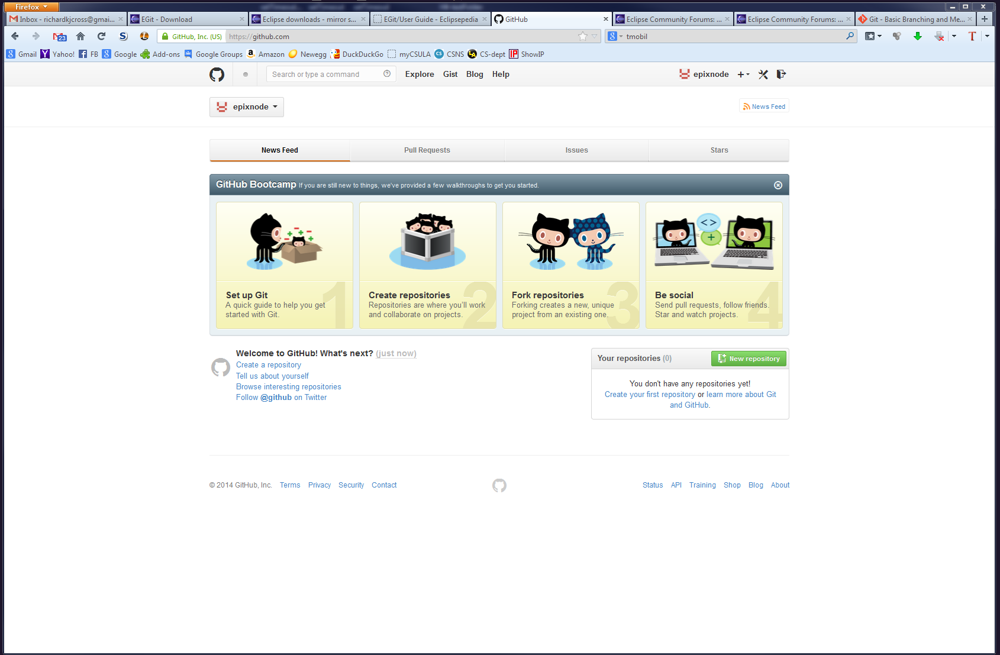 Firefox
Inbox - richardkjcross@gmai...
EGit - Download
Eclipse downloads - mirror s...
EGit/User Guide - Eclipsepedia
GitHub
Eclipse Community Forums: ...
Eclipse Community Forums: ...
Git - Basic Branching and Me...
23
GitHub, Inc. (US)
https://github.com
tmobil
Gmail Yahoo! FB Google Add-ons Google Groups Amazon Newegg DuckDuckGo myCSULA CSNS CS-dept ShowIP
Search or type a command
Explore Gist Blog Help
epixnode
epixnode
News Feed
News Feed
Pull Requests
Issues
Stars
GitHub Bootcamp If you are still new to things, we've provided a few walkthroughs to get you started.
1
Set up Git
A quick guide to help you get
started with Git.
2
Create repositories
Repositories are where you'll work
and collaborate on projects.
3
Fork repositories
Forking creates a new, unique
project from an existing one.
4
Be social
Send pull requests, follow friends.
Star and watch projects.
Welcome to GitHub! What's next? (just now)
Create a repository
Tell us about yourself
Browse interesting repositories
Follow @github on Twitter
Your repositories (0)
New repository
You don't have any repositories yet!
Create your first repository or learn more about Git
and GitHub.
© 2014 GitHub, Inc. Terms Privacy Security Contact
Status API Training Shop Blog About